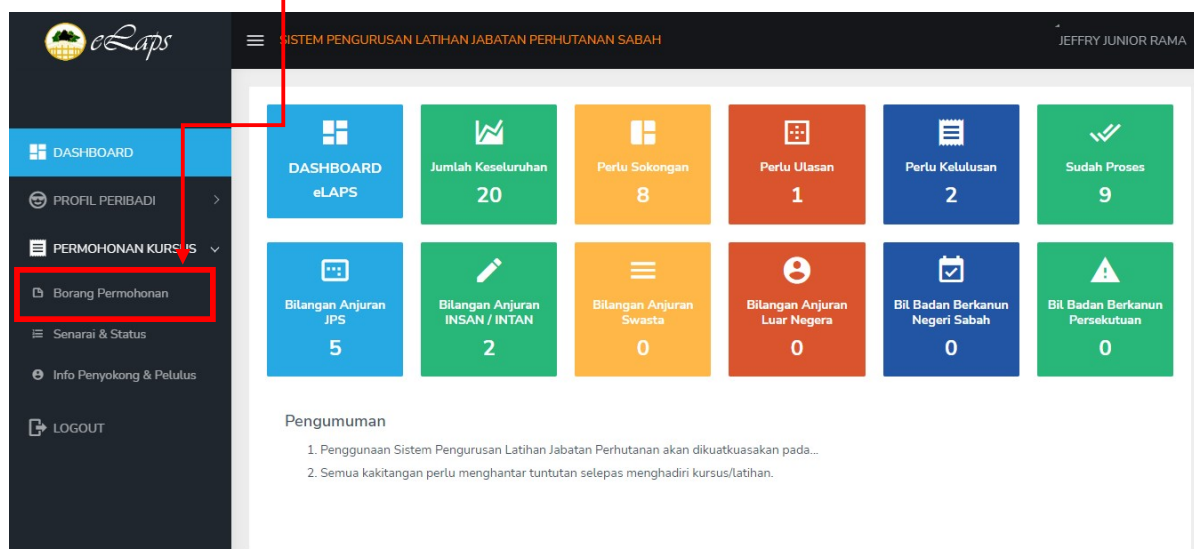 eLaps
SISTEM PENGURUSAN LATIHAN JABATAN PERHUTANAN SABAH
JEFFRY JUNIOR RAMA
DASHBOARD
PROFIL PERIBADI
PERMOHONAN KURSUS
Borang Permohonan
Senarai & Status
Info Penyokong & Pelulus
LOGOUT
DASHBOARD
eLAPS
Jumlah Keseluruhan
20
Perlu Sokongan
8
Perlu Ulasan
1
Perlu Kelulusan
2
Sudah Proses
9
Bilangan Anjuran
JPS
5
Bilangan Anjuran
INSAN / INTAN
2
Bilangan Anjuran
Swasta
0
Bilangan Anjuran
Luar Negera
0
Bil Badan Berkanun
Negeri Sabah
0
Bil Badan Berkanun
Persekutuan
0
Pengumuman
1. Penggunaan Sistem Pengurusan Latihan Jabatan Perhutanan akan dikuatkuasakan pada...
2. Semua kakitangan perlu menghantar tuntutan selepas menghadiri kursus/latihan.